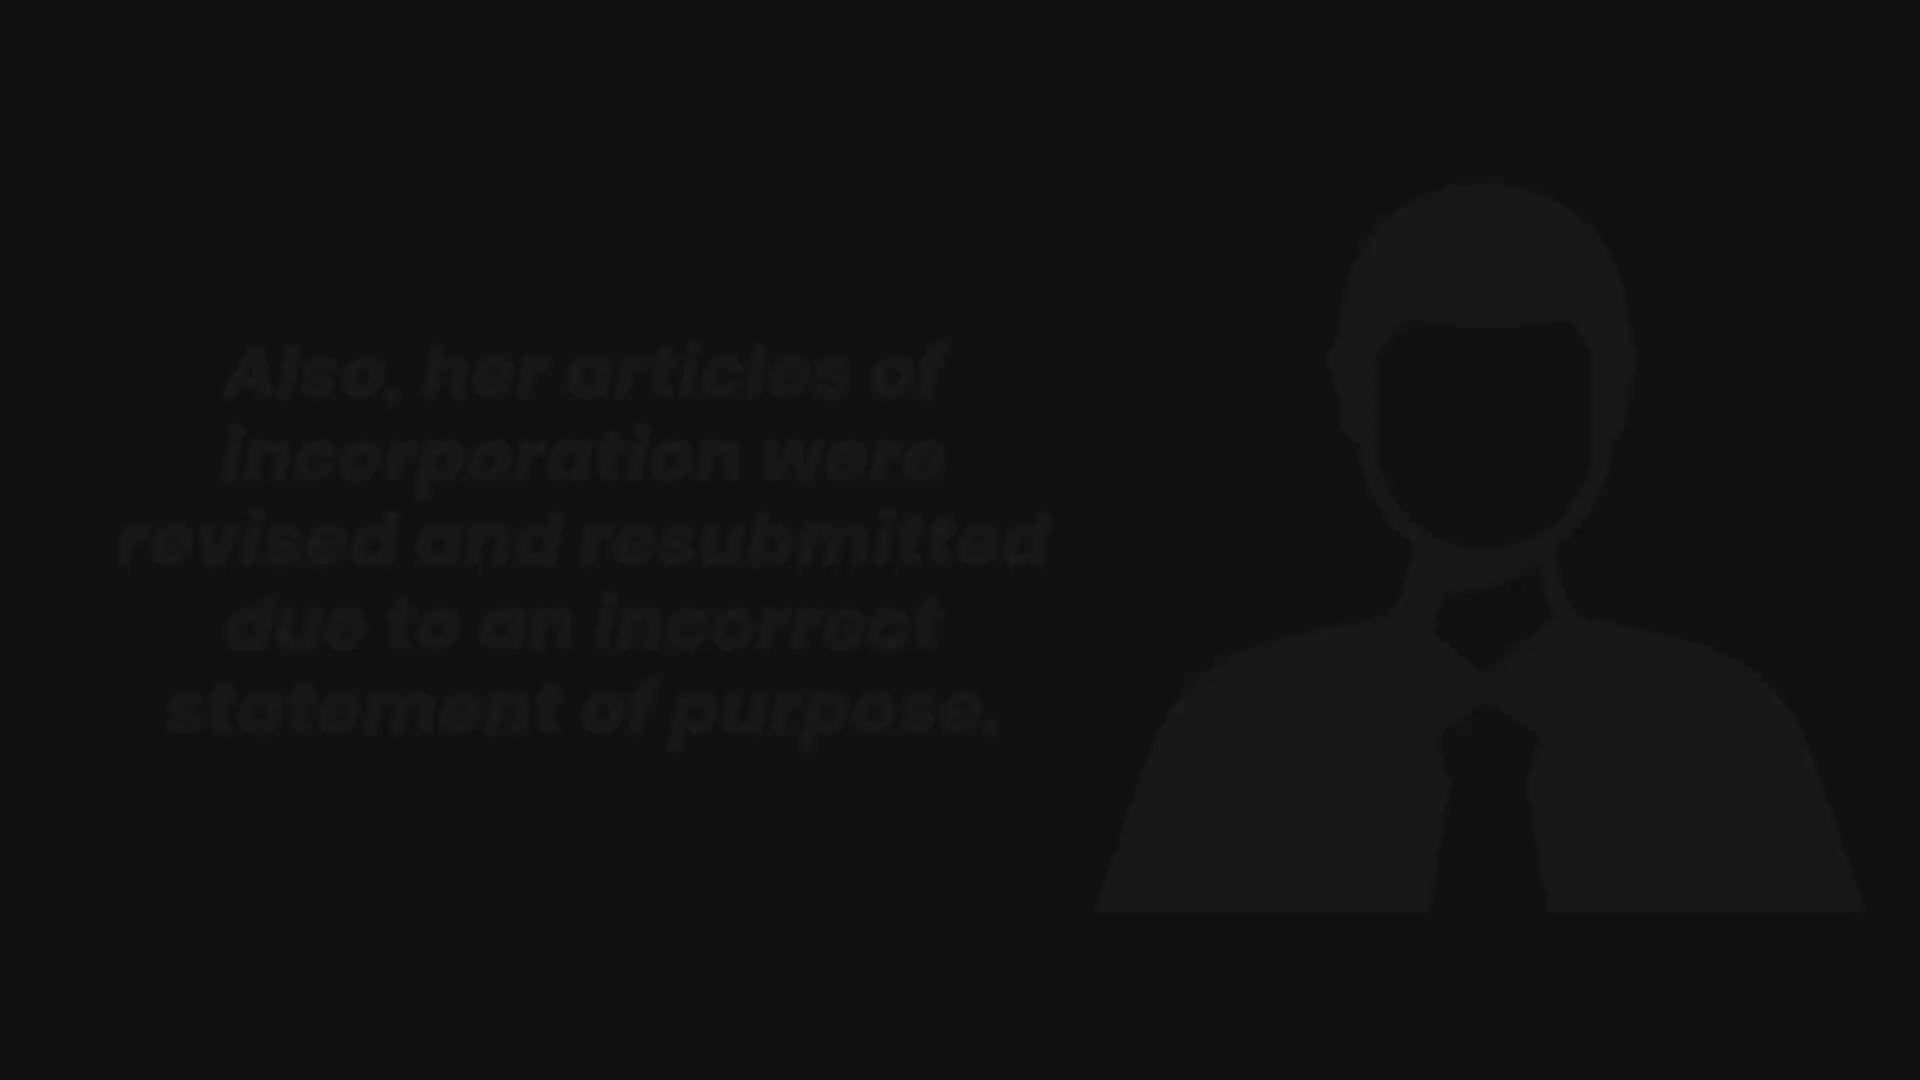 Also, her articles of
incorporation were
revised and resubmitted
due to an incorrect
statement of purpose.